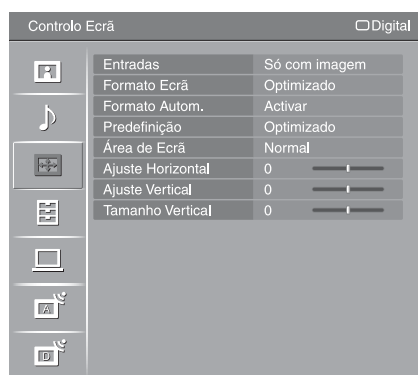 Controlo Ecrã Digital
Entradas Só com imagem
Formato Ecrã Optimizado
Formato Autom. Activar
Predefinição Optimizado
Área de Ecrã Normal
Ajuste Horizontal 0
Ajuste Vertical 0
Tamanho Vertical 0
A
D